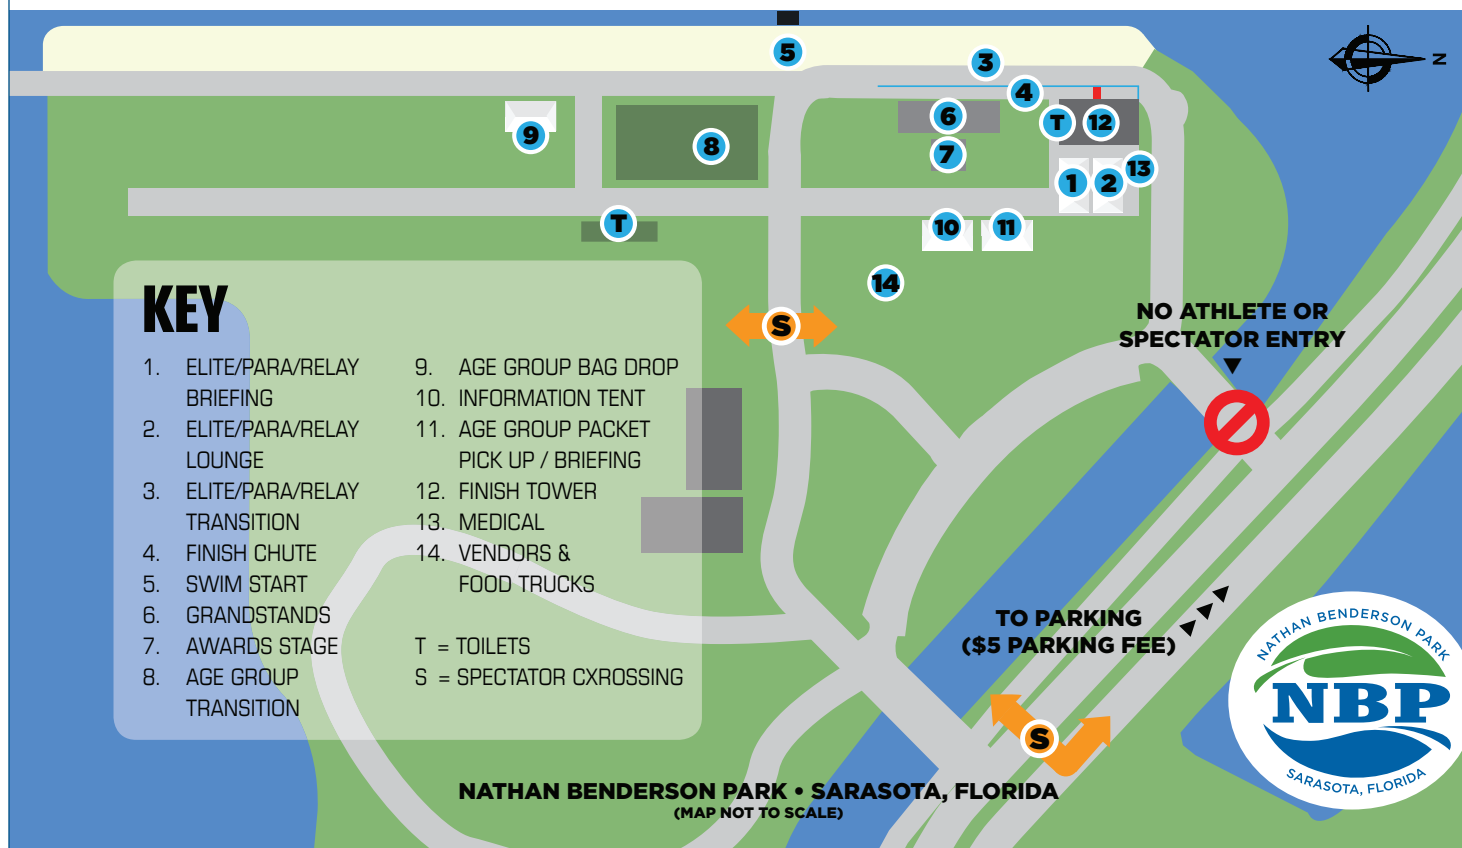 5
3
4
6
T
12
9
8
7
13
1
2
T
10
11
14
S
N
NO ATHLETE OR
SPECTATOR ENTRY
KEY
1. ELITE/PARA/RELAY
BRIEFING
2. ELITE/PARA/RELAY
LOUNGE
3. ELITE/PARA/RELAY
TRANSITION
4. FINISH CHUTE
5. SWIM START
6. GRANDSTANDS
7. AWARDS STAGE
8. AGE GROUP
TRANSITION
9. AGE GROUP BAG DROP
10. INFORMATION TENT
11. AGE GROUP PACKET
PICK UP / BRIEFING
12. FINISH TOWER
13. MEDICAL
14. VENDORS &
FOOD TRUCKS
T = TOILETS
S = SPECTATOR CXROSSING
TO PARKING
($5 PARKING FEE)
S
NATHAN BENDERSON PARK
NBP
SARASOTA, FLORIDA
NATHAN BENDERSON PARK • SARASOTA, FLORIDA
(MAP NOT TO SCALE)